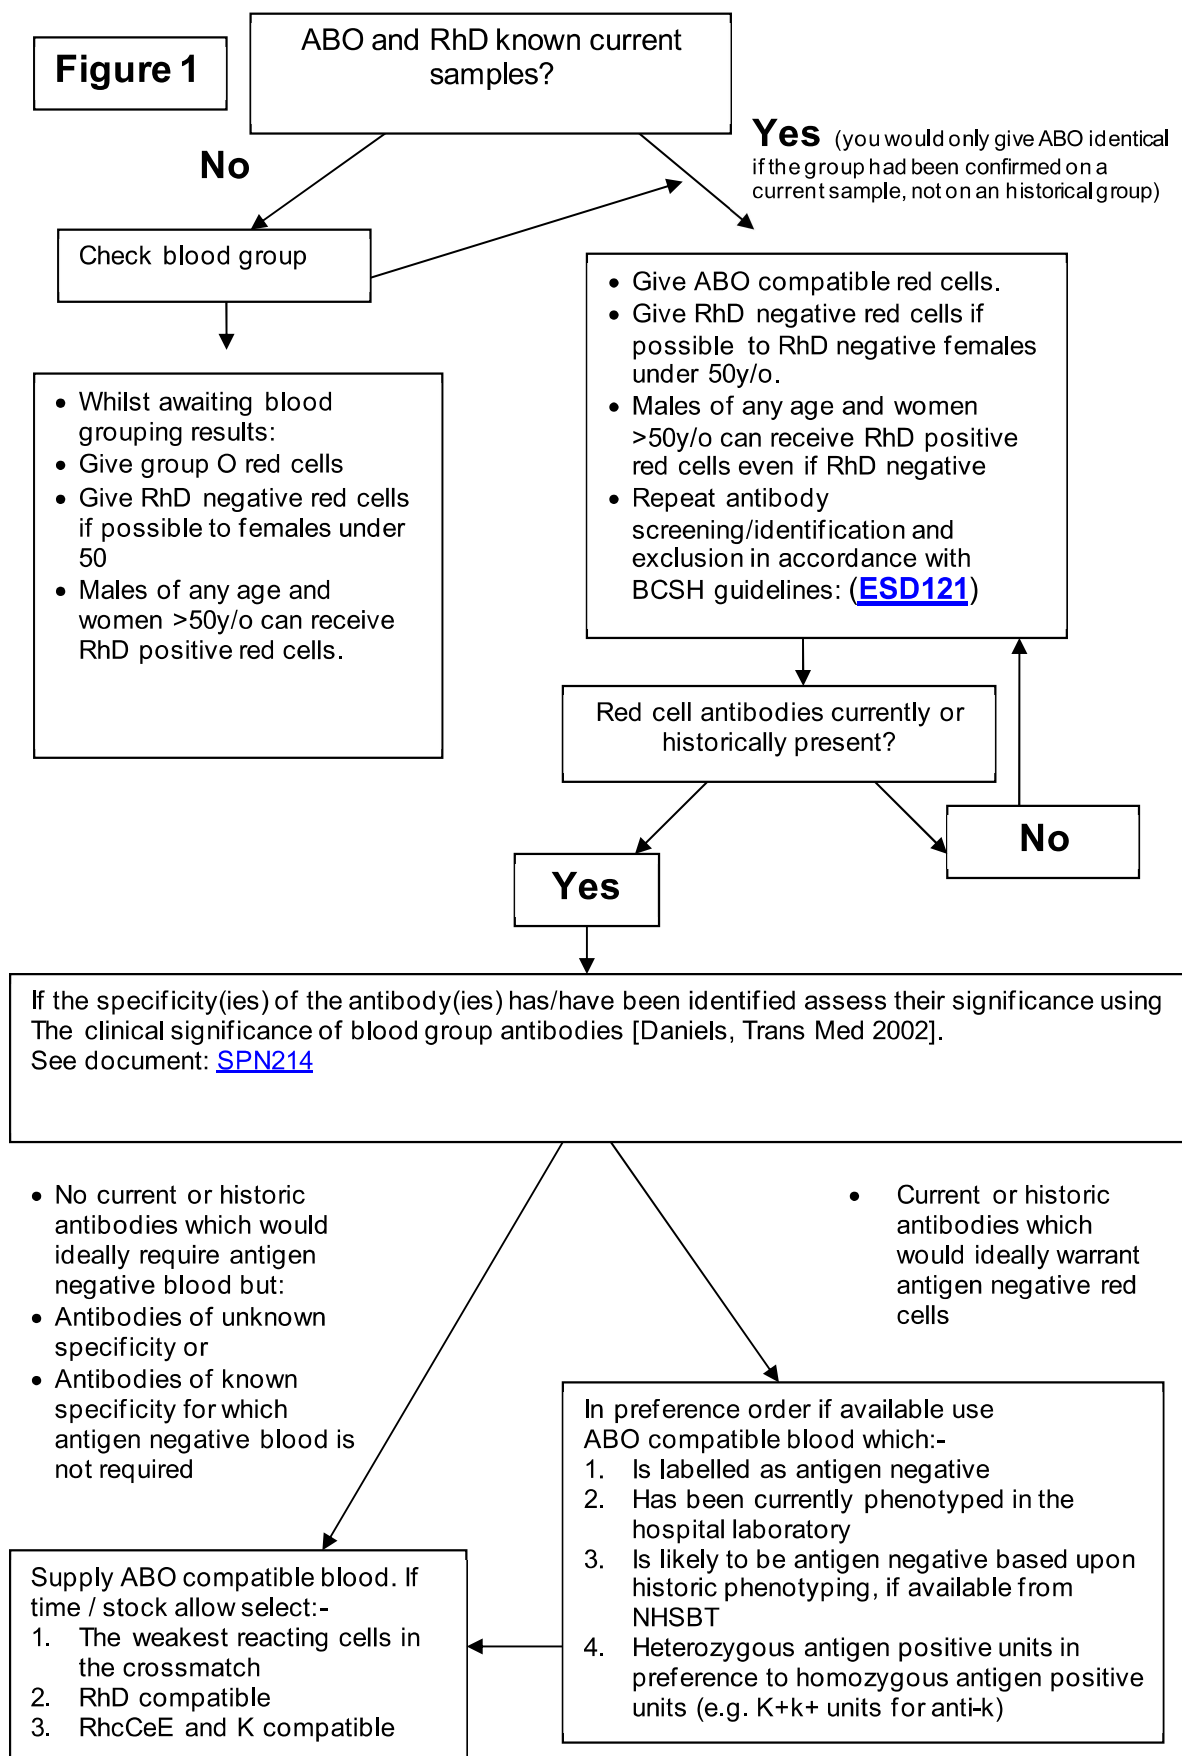 Figure 1
ABO and RhD known current
samples?
No
Yes (you would only give ABO identical
if the group had been confirmed on a
current sample, not on an historical group)
Check blood group
• Whilst awaiting blood
grouping results:
• Give group O red cells
• Give RhD negative red cells
if possible to females under
50
• Males of any age and
women >50y/o can receive
RhD positive red cells.
• Give ABO compatible red cells.
• Give RhD negative red cells if
possible to RhD negative females
under 50y/o.
• Males of any age and women
>50y/o can receive RhD positive
red cells even if RhD negative
• Repeat antibody
screening/identification and
exclusion in accordance with
BCSH guidelines: (ESD121)
Red cell antibodies currently or
historically present?
No
Yes
If the specificity(ies) of the antibody(ies) has/have been identified assess their significance using
The clinical significance of blood group antibodies [Daniels, Trans Med 2002].
See document: SPN214
• No current or historic
antibodies which would
ideally require antigen
negative blood but:
• Antibodies of unknown
specificity or
• Antibodies of known
specificity for which
antigen negative blood is
not required
• Current or historic
antibodies which
would ideally warrant
antigen negative red
cells
In preference order if available use
ABO compatible blood which:-
1. Is labelled as antigen negative
2. Has been currently phenotyped in the
hospital laboratory
3. Is likely to be antigen negative based upon
historic phenotyping, if available from
NHSBT
4. Heterozygous antigen positive units in
preference to homozygous antigen positive
units (e.g. K+k+ units for anti-k)
Supply ABO compatible blood. If
time / stock allow select:-
1. The weakest reacting cells in
the crossmatch
2. RhD compatible
3. RhcCeE and K compatible